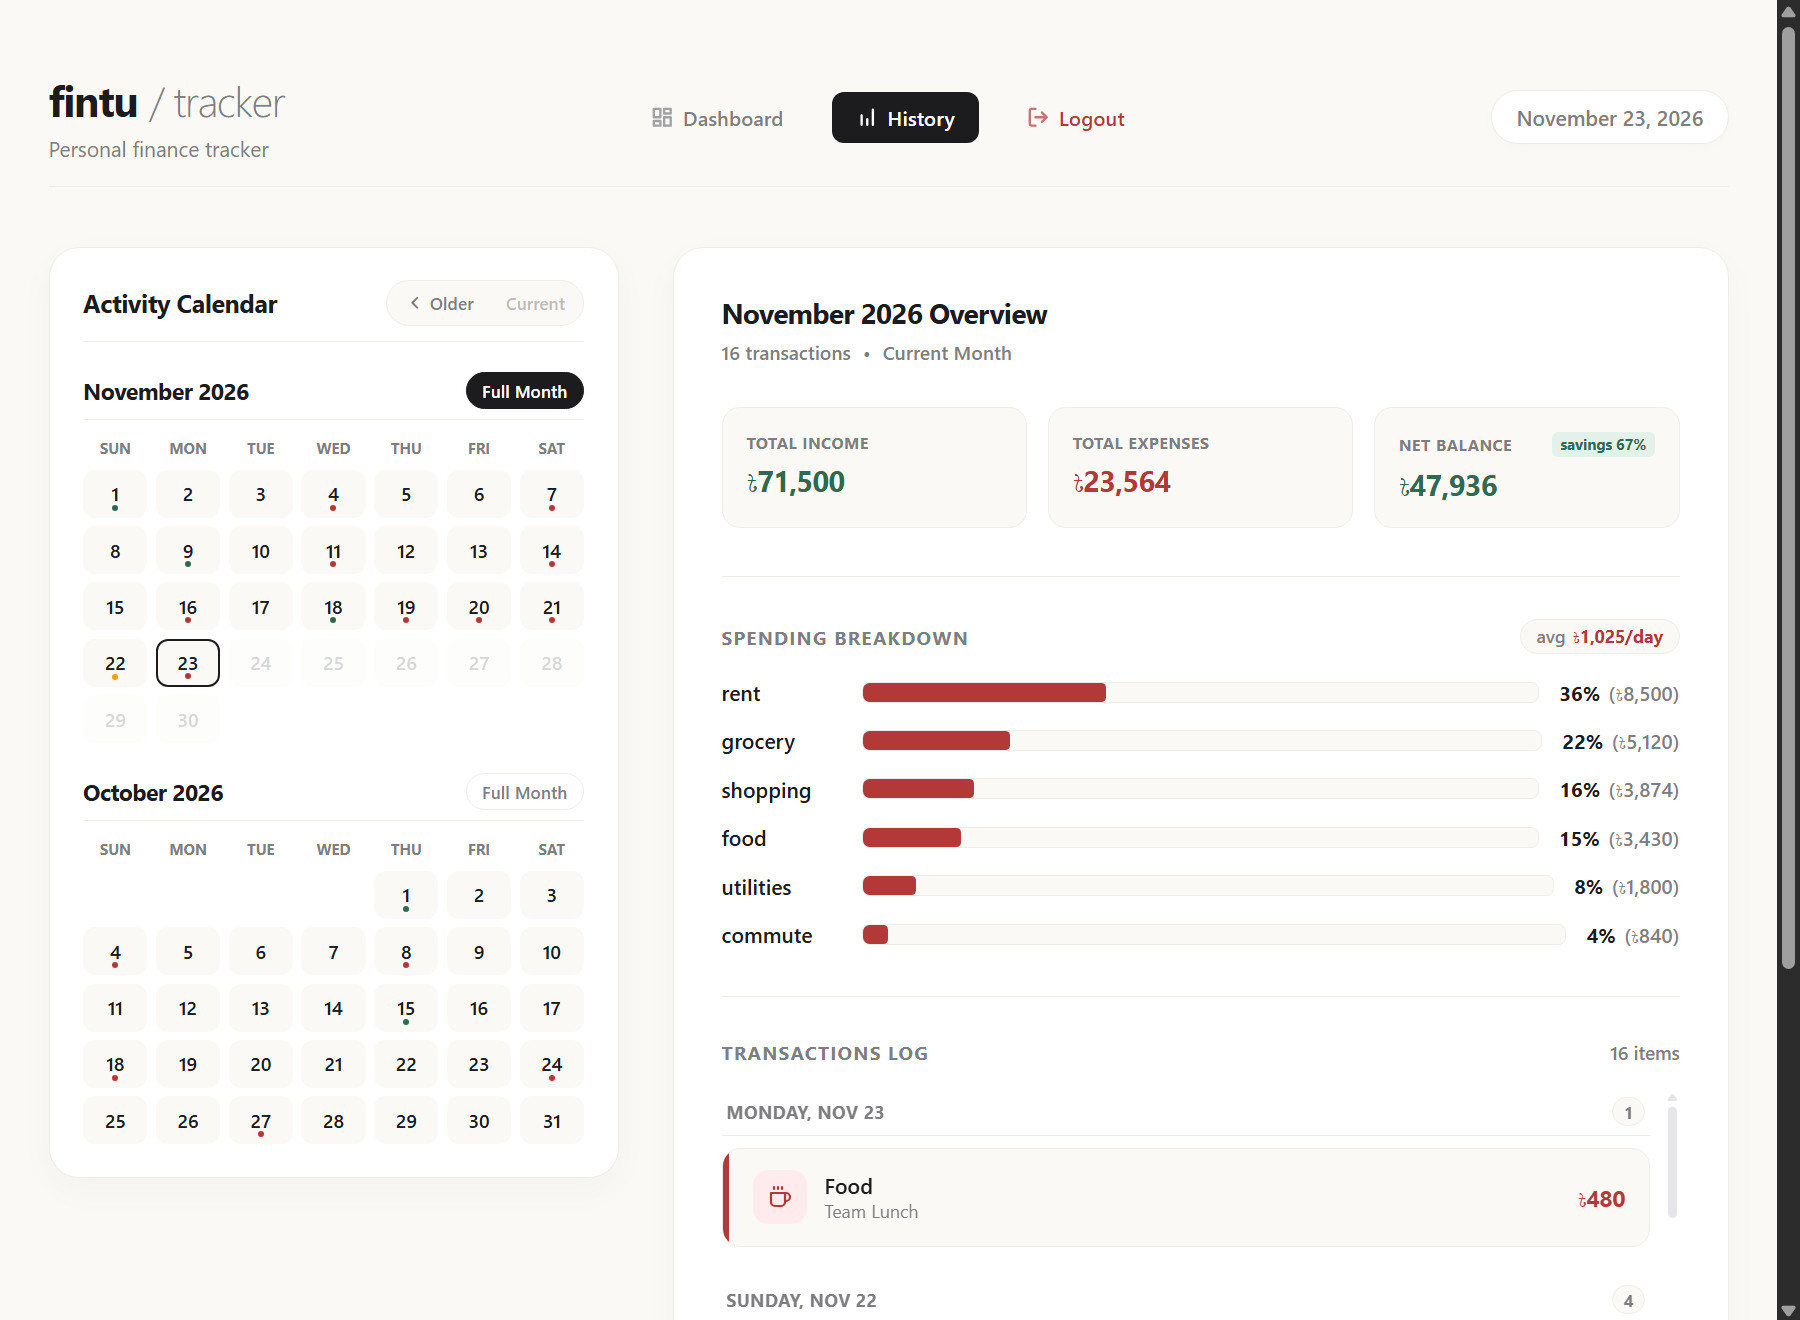 fintu / tracker
Personal finance tracker
Dashboard
History
Logout
November 23, 2026
Activity Calendar
Older
Current
November 2026
Full Month
SUN MON TUE WED THU FRI SAT
1 2 3 4 5 6 7
8 9 10 11 12 13 14
15 16 17 18 19 20 21
22 23 24 25 26 27 28
29 30
October 2026
Full Month
SUN MON TUE WED THU FRI SAT
1 2 3
4 5 6 7 8 9 10
11 12 13 14 15 16 17
18 19 20 21 22 23 24
25 26 27 28 29 30 31
November 2026 Overview
16 transactions • Current Month
TOTAL INCOME
৳71,500
TOTAL EXPENSES
৳23,564
NET BALANCE
savings 67%
৳47,936
SPENDING BREAKDOWN
avg ৳1,025/day
rent 36% (৳8,500)
grocery 22% (৳5,120)
shopping 16% (৳3,874)
food 15% (৳3,430)
utilities 8% (৳1,800)
commute 4% (৳840)
TRANSACTIONS LOG
16 items
MONDAY, NOV 23
1
Food
Team Lunch
৳480
SUNDAY, NOV 22
4